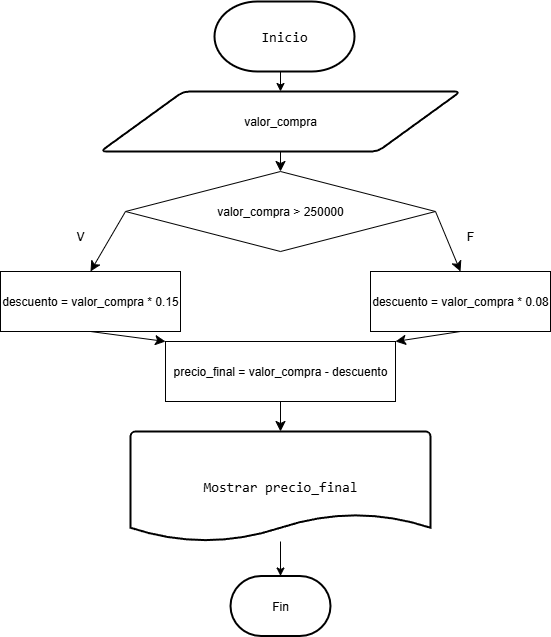 Inicio
valor_compra
valor_compra > 250000
V
F
descuento = valor_compra * 0.15
descuento = valor_compra * 0.08
precio_final = valor_compra - descuento
Mostrar precio_final
Fin